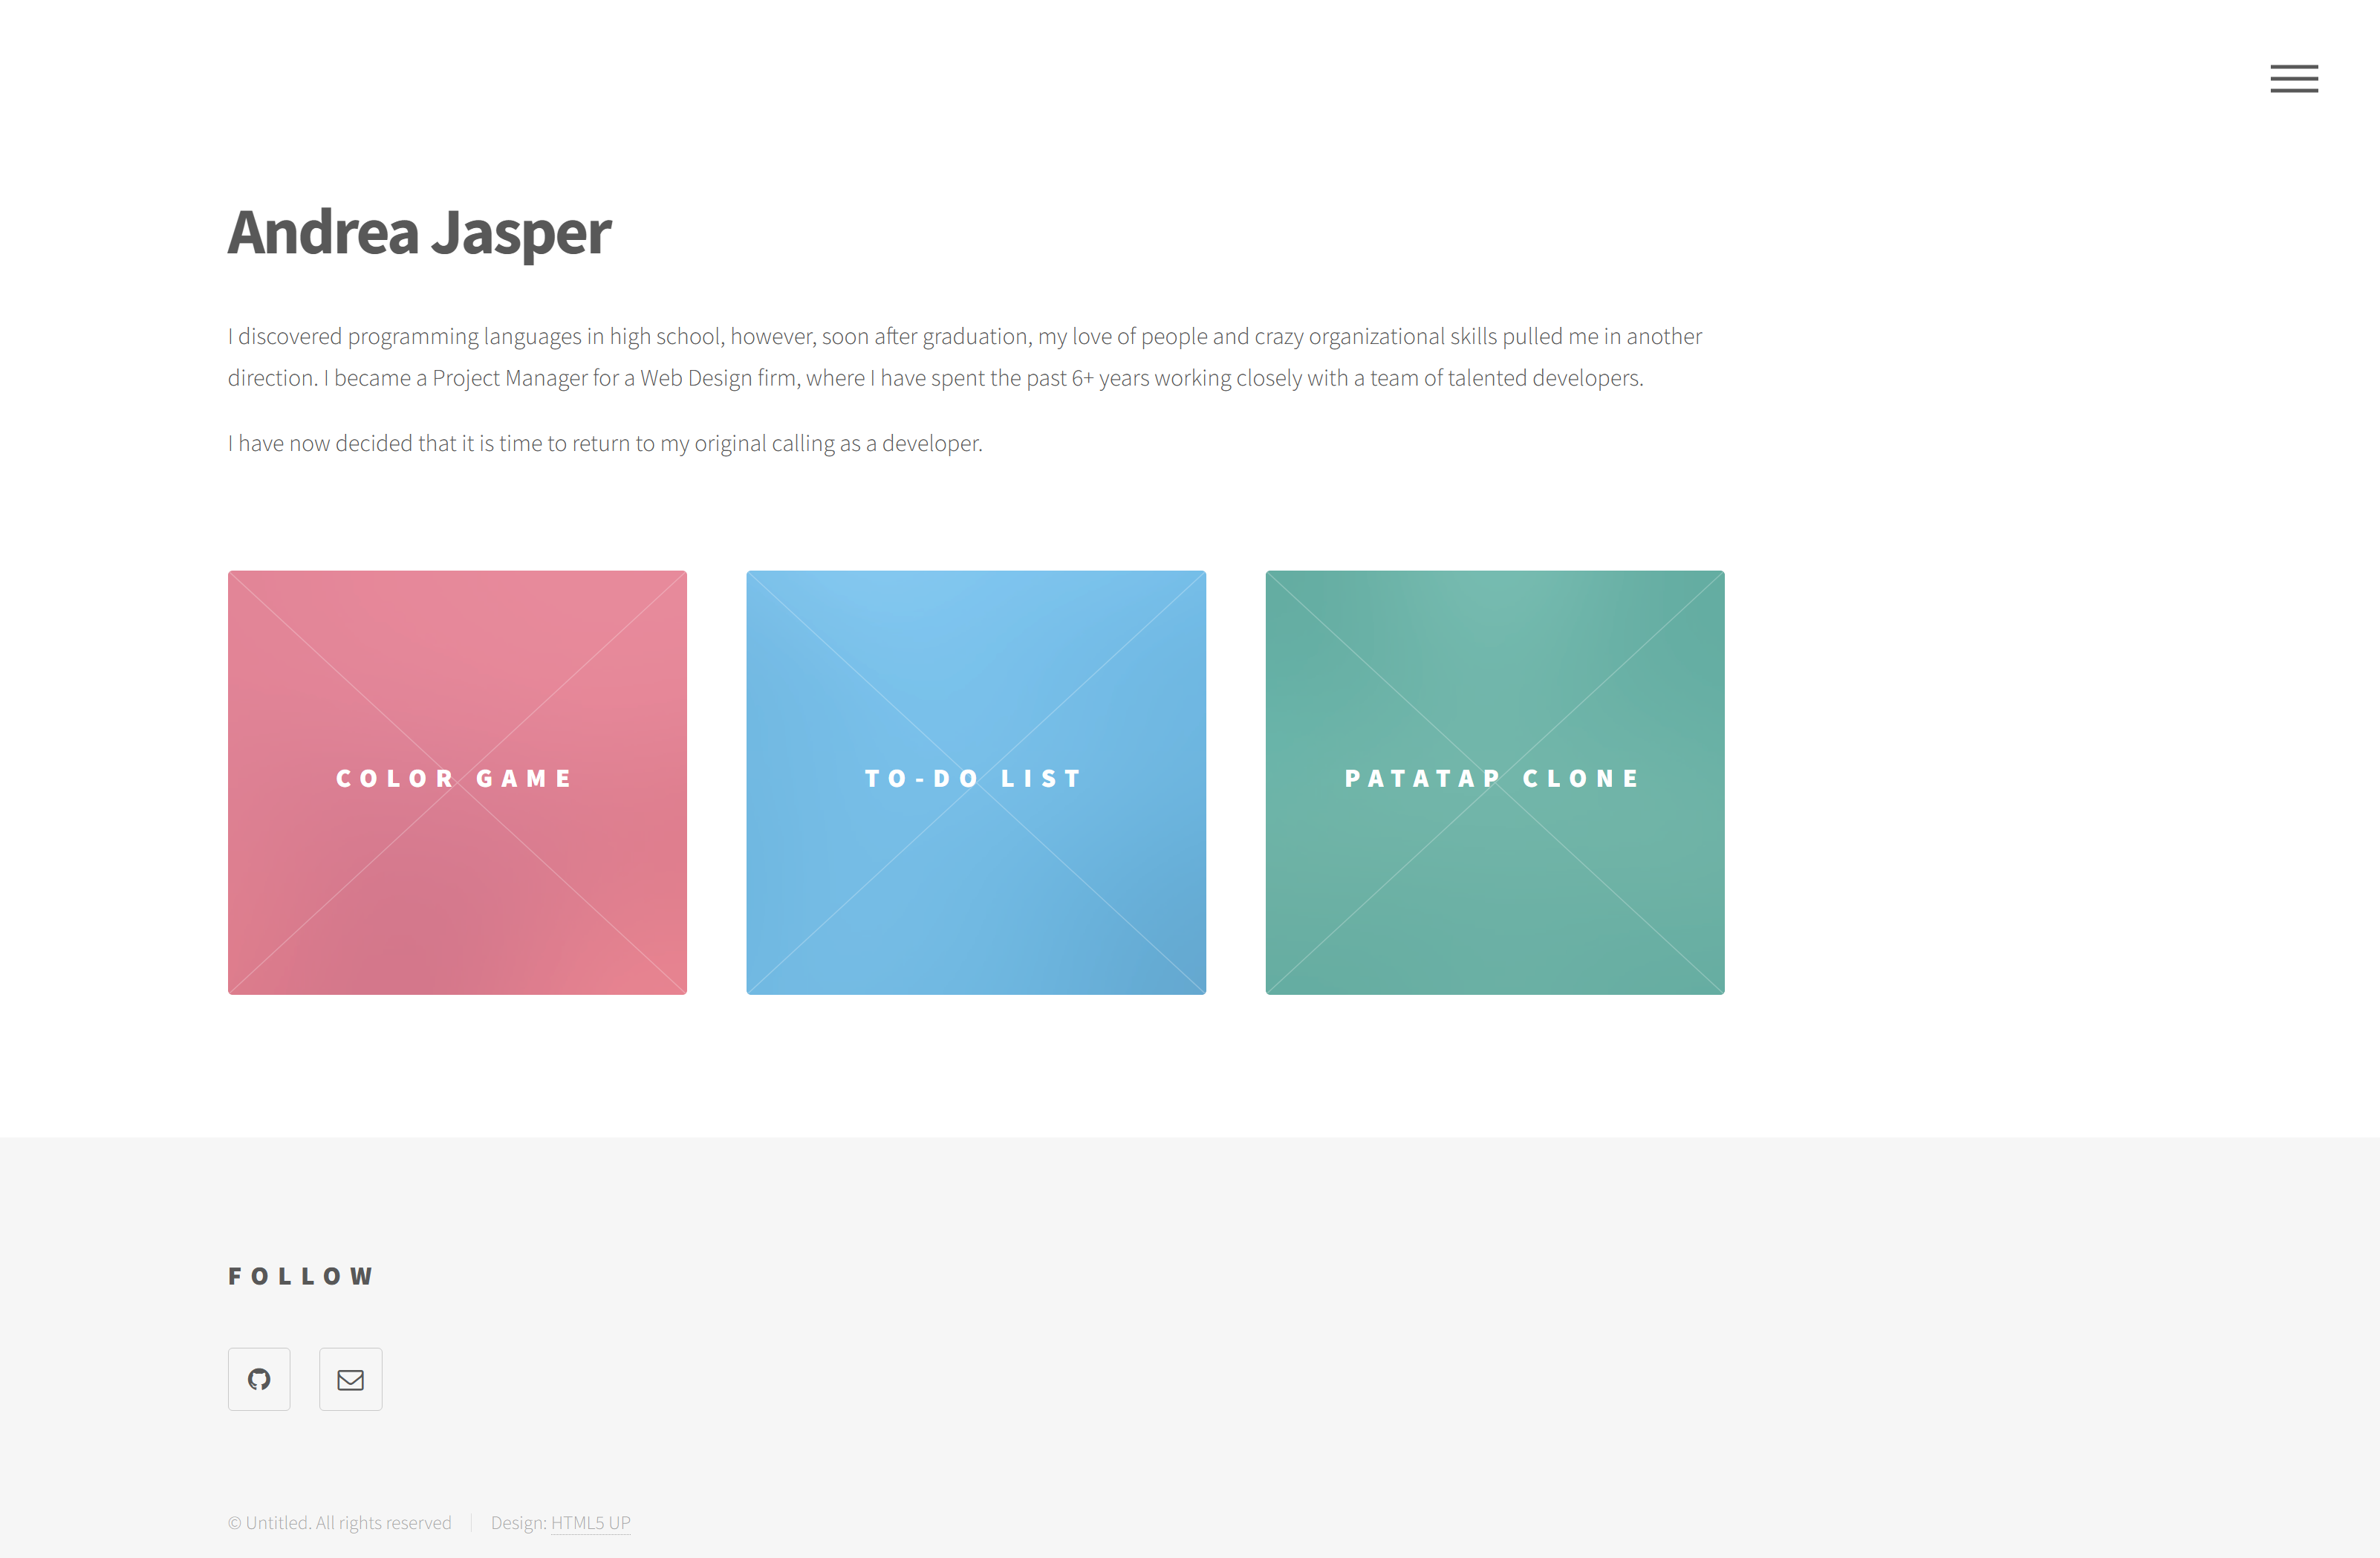 Andrea Jasper
I discovered programming languages in high school, however, soon after graduation, my love of people and crazy organizational skills pulled me in another
direction. I became a Project Manager for a Web Design firm, where I have spent the past 6+ years working closely with a team of talented developers.
I have now decided that it is time to return to my original calling as a developer.
COLOR GAME
TO-DO LIST
PATATAP CLONE
FOLLOW
© Untitled. All rights reserved Design: HTML5 UP